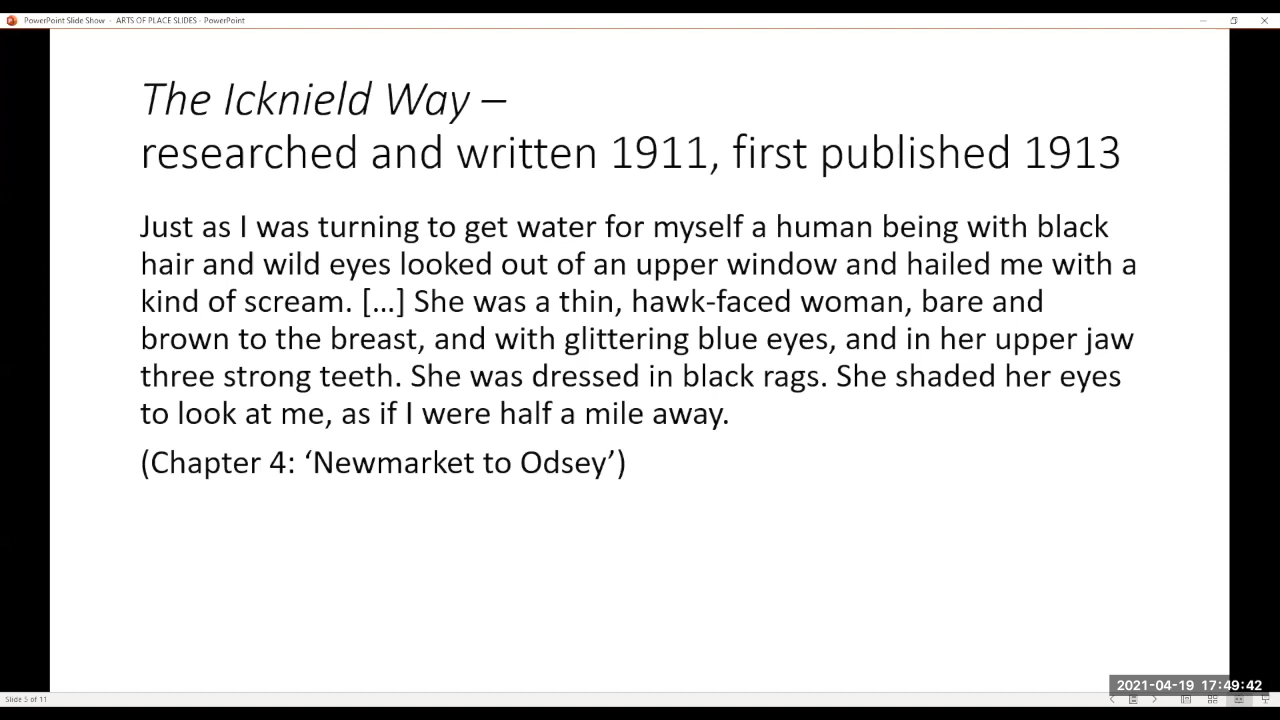 PowerPoint Slide Show - ARTS OF PLACE SLIDES - PowerPoint
The Icknield Way –
researched and written 1911, first published 1913
Just as I was turning to get water for myself a human being with black
hair and wild eyes looked out of an upper window and hailed me with a
kind of scream. […] She was a thin, hawk-faced woman, bare and
brown to the breast, and with glittering blue eyes, and in her upper jaw
three strong teeth. She was dressed in black rags. She shaded her eyes
to look at me, as if I were half a mile away.
(Chapter 4: ‘Newmarket to Odsey’)
2021-04-19 17:49:42
Slide 5 of 11